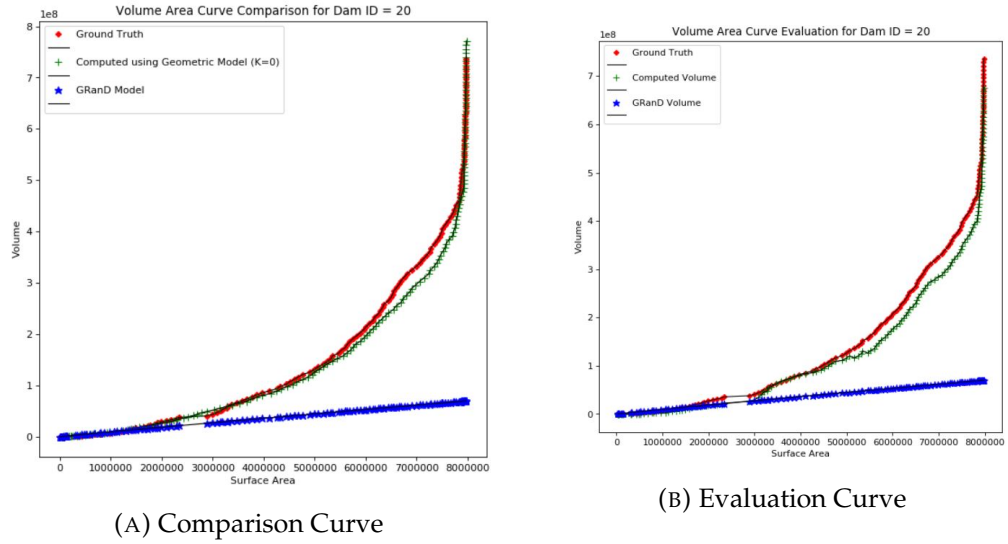 Volume Area Curve Comparison for Dam ID = 20
1e8
Ground Truth
Computed using Geometric Model (K=0)
GRanD Model
8
7
6
5
4
3
2
1
0
Volume
0 1000000 2000000 3000000 4000000 5000000 6000000 7000000 8000000
Surface Area
(A) Comparison Curve
Volume Area Curve Evaluation for Dam ID = 20
1e8
Ground Truth
Computed Volume
GRanD Volume
7
6
5
4
3
2
1
0
Volume
0 1000000 2000000 3000000 4000000 5000000 6000000 7000000 8000000
Surface Area
(B) Evaluation Curve